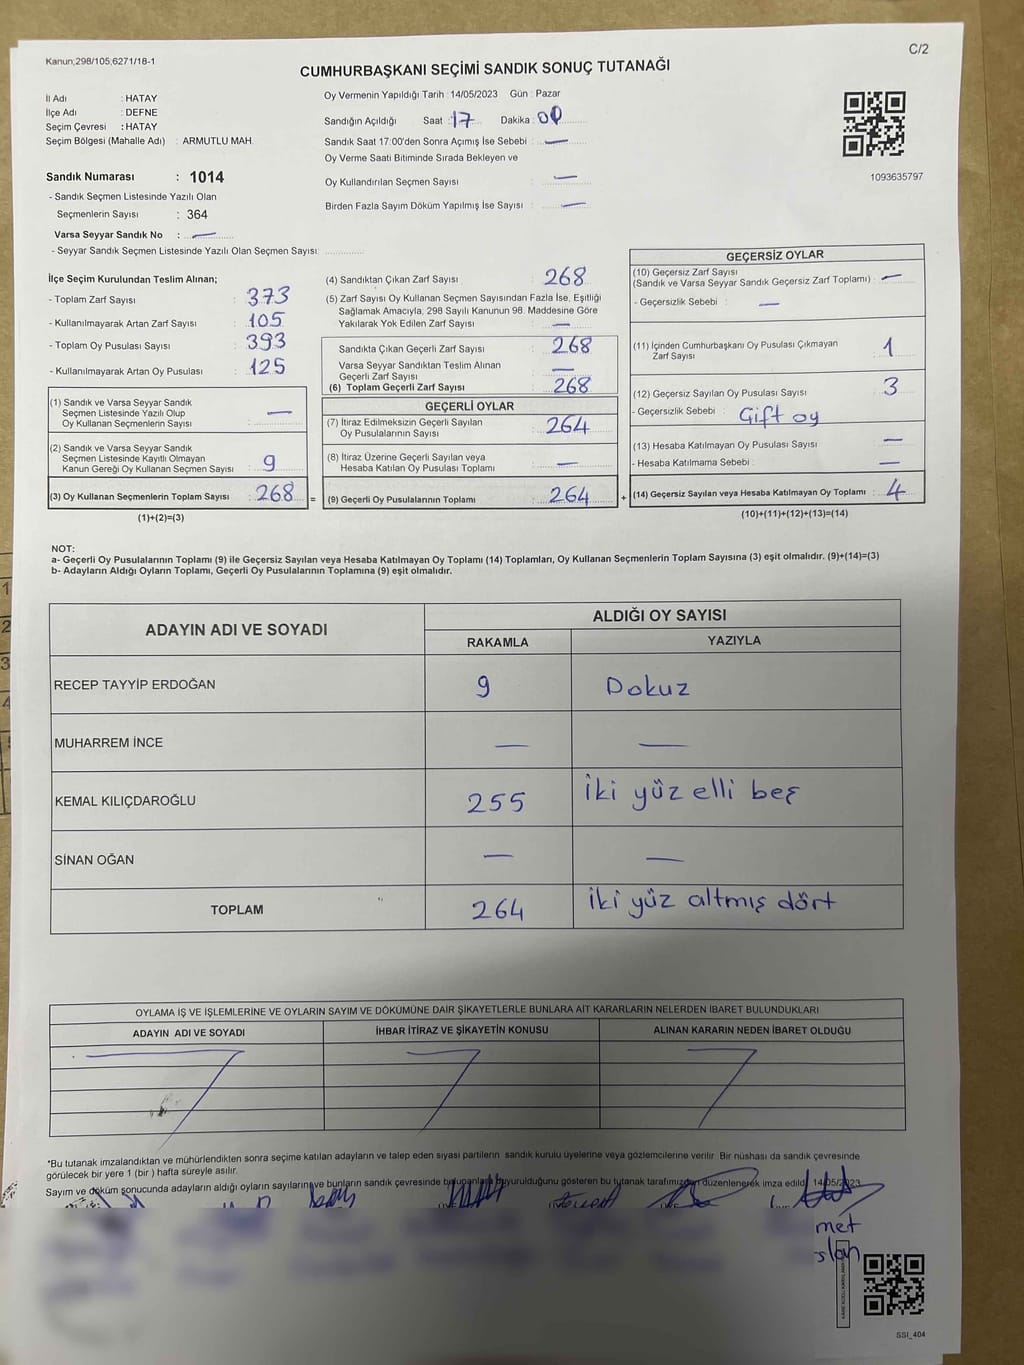 Kanun,298/105,6271/18-1
C/2
CUMHURBAŞKANI SEÇİMİ SANDIK SONUÇ TUTANAĞI
İl Adı : HATAY
İlçe Adı : DEFNE
Seçim Çevresi : HATAY
Seçim Bölgesi (Mahalle Adı) : ARMUTLU MAH.
Sandık Numarası : 1014
- Sandık Seçmen Listesinde Yazılı Olan
Seçmenlerin Sayısı : 364
Varsa Seyyar Sandık No : —
- Seyyar Sandık Seçmen Listesinde Yazılı Olan Seçmen Sayısı:
Oy Vermenin Yapıldığı Tarih : 14/05/2023 Gün : Pazar
Sandığın Açıldığı Saat : 17 Dakika : 00
Sandık Saat 17:00'den Sonra Açımış İse Sebebi : —
Oy Verme Saati Bitiminde Sırada Bekleyen ve
Oy Kullandırılan Seçmen Sayısı : —
Birden Fazla Sayım Döküm Yapılmış İse Sayısı : —
1093635797
İlçe Seçim Kurulundan Teslim Alınan;
- Toplam Zarf Sayısı : 373
- Kullanılmayarak Artan Zarf Sayısı : 105
- Toplam Oy Pusulası Sayısı : 393
- Kullanılmayarak Artan Oy Pusulası : 125
(1) Sandık ve Varsa Seyyar Sandık
Seçmen Listesinde Yazılı Olup
Oy Kullanan Seçmenlerin Sayısı : —
(2) Sandık ve Varsa Seyyar Sandık
Seçmen Listesinde Kayıtlı Olmayan
Kanun Gereği Oy Kullanan Seçmen Sayısı : 9
(3) Oy Kullanan Seçmenlerin Toplam Sayısı : 268
(1)+(2)=(3)
(4) Sandıktan Çıkan Zarf Sayısı : 268
(5) Zarf Sayısı Oy Kullanan Seçmen Sayısından Fazla İse, Eşitliği
Sağlamak Amacıyla, 298 Sayılı Kanunun 98. Maddesine Göre
Yakılarak Yok Edilen Zarf Sayısı : —
Sandıkta Çıkan Geçerli Zarf Sayısı : 268
Varsa Seyyar Sandıktan Teslim Alınan
Geçerli Zarf Sayısı : —
(6) Toplam Geçerli Zarf Sayısı : 268
GEÇERLİ OYLAR
(7) İtiraz Edilmeksizin Geçerli Sayılan
Oy Pusulalarının Sayısı : 264
(8) İtiraz Üzerine Geçerli Sayılan veya
Hesaba Katılan Oy Pusulası Toplamı : —
= (9) Geçerli Oy Pusulalarının Toplamı : 264
GEÇERSİZ OYLAR
(10) Geçersiz Zarf Sayısı
(Sandık ve Varsa Seyyar Sandık Geçersiz Zarf Toplamı) : —
- Geçersizlik Sebebi : —
(11) İçinden Cumhurbaşkanı Oy Pusulası Çıkmayan
Zarf Sayısı : 1
(12) Geçersiz Sayılan Oy Pusulası Sayısı : 3
- Geçersizlik Sebebi : Gift oy
(13) Hesaba Katılmayan Oy Pusulası Sayısı : —
- Hesaba Katılmama Sebebi : —
+ (14) Geçersiz Sayılan veya Hesaba Katılmayan Oy Toplamı : 4
(10)+(11)+(12)+(13)=(14)
NOT:
a- Geçerli Oy Pusulalarının Toplamı (9) ile Geçersiz Sayılan veya Hesaba Katılmayan Oy Toplamı (14) Toplamları, Oy Kullanan Seçmenlerin Toplam Sayısına (3) eşit olmalıdır. (9)+(14)=(3)
b- Adayların Aldığı Oyların Toplamı, Geçerli Oy Pusulalarının Toplamına (9) eşit olmalıdır.
ADAYIN ADI VE SOYADI ALDIĞI OY SAYISI
RAKAMLA YAZIYLA
RECEP TAYYİP ERDOĞAN 9 Dokuz
MUHARREM İNCE — —
KEMAL KILIÇDAROĞLU 255 iki yüz elli beş
SİNAN OĞAN — —
TOPLAM 264 iki yüz altmış dört
OYLAMA İŞ VE İŞLEMLERİNE VE OYLARIN SAYIM VE DÖKÜMÜNE DAİR ŞİKAYETLERLE BUNLARA AİT KARARLARIN NELERDEN İBARET BULUNDUKLARI
ADAYIN ADI VE SOYADI İHBAR İTİRAZ VE ŞİKAYETİN KONUSU ALINAN KARARIN NEDEN İBARET OLDUĞU
*Bu tutanak imzalandıktan ve mühürlendikten sonra seçime katılan adayların ve talep eden siyasi partilerin sandık kurulu üyelerine veya gözlemcilerine verilir. Bir nüshası da sandık çevresinde
görülecek bir yere 1 (bir) hafta süreyle asılır.
Sayım ve döküm sonucunda adayların aldığı oyların sayılarını ve bunların sandık çevresinde bulunanlara duyurulduğunu gösteren bu tutanak tarafımızdan düzenlenerek imza edildi. 14/05/2023
met
slan
SSI_404